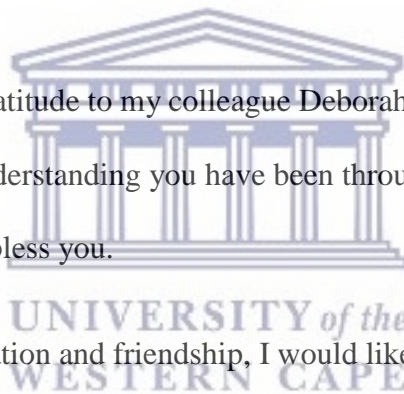 atitude to my colleague Deborah
derstanding you have been throu
bless you.
UNIVERSITY of the
ation and friendship, I would like
WESTERN CAPE